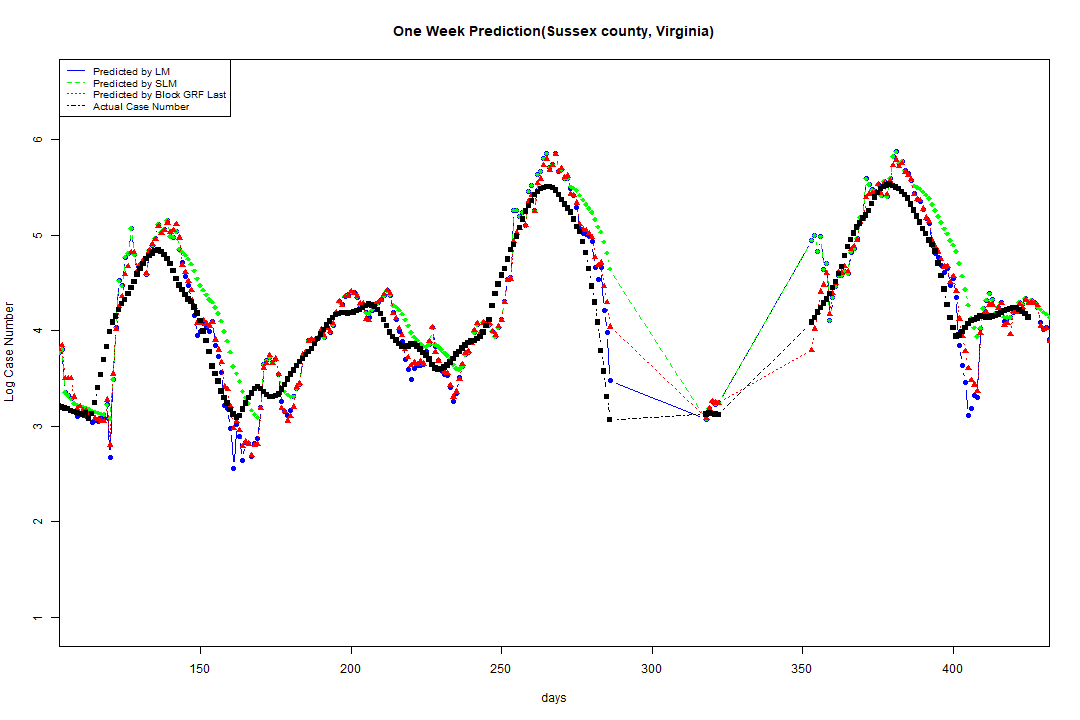 One Week Prediction(Sussex county, Virginia)
Predicted by LM
Predicted by SLM
Predicted by Block GRF Last
Actual Case Number
Log Case Number
6
5
4
3
2
1
150 200 250 300 350 400
days